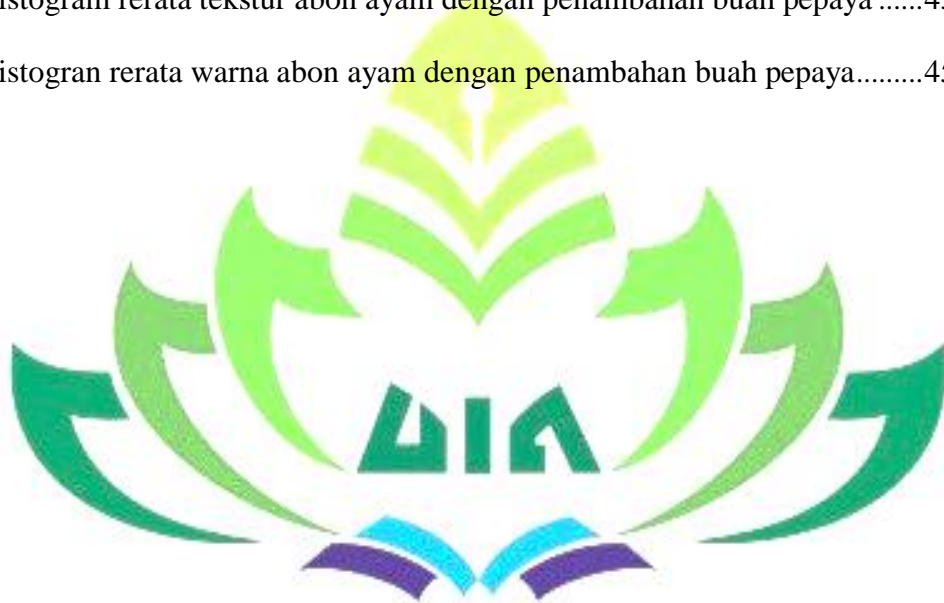 istogram rerata tekstur abon ayam dengan penambahan buah pepaya ......4
istogran rerata warna abon ayam dengan penambahan buah pepaya.........45
UIN